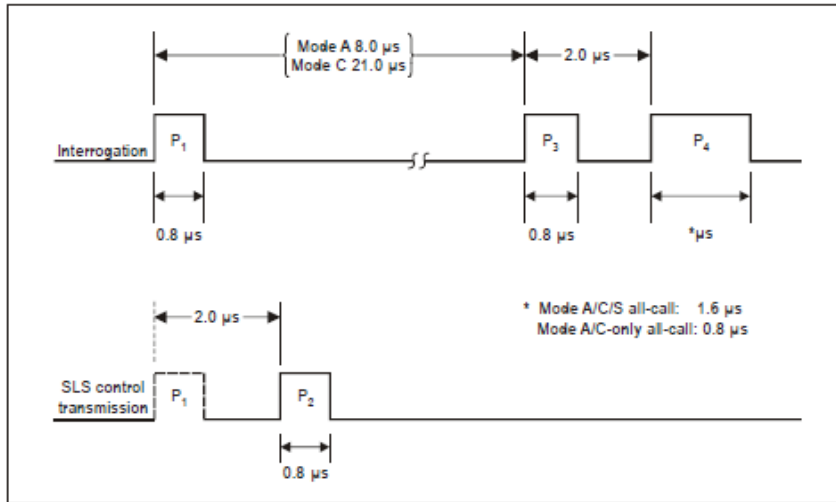 Mode A 8.0 µs
Mode C 21.0 µs
2.0 µs
Interrogation
P1
P3
P4
0.8 µs
0.8 µs
*µs
2.0 µs
* Mode A/C/S all-call: 1.6 µs
Mode A/C-only all-call: 0.8 µs
SLS control
transmission
P1
P2
0.8 µs